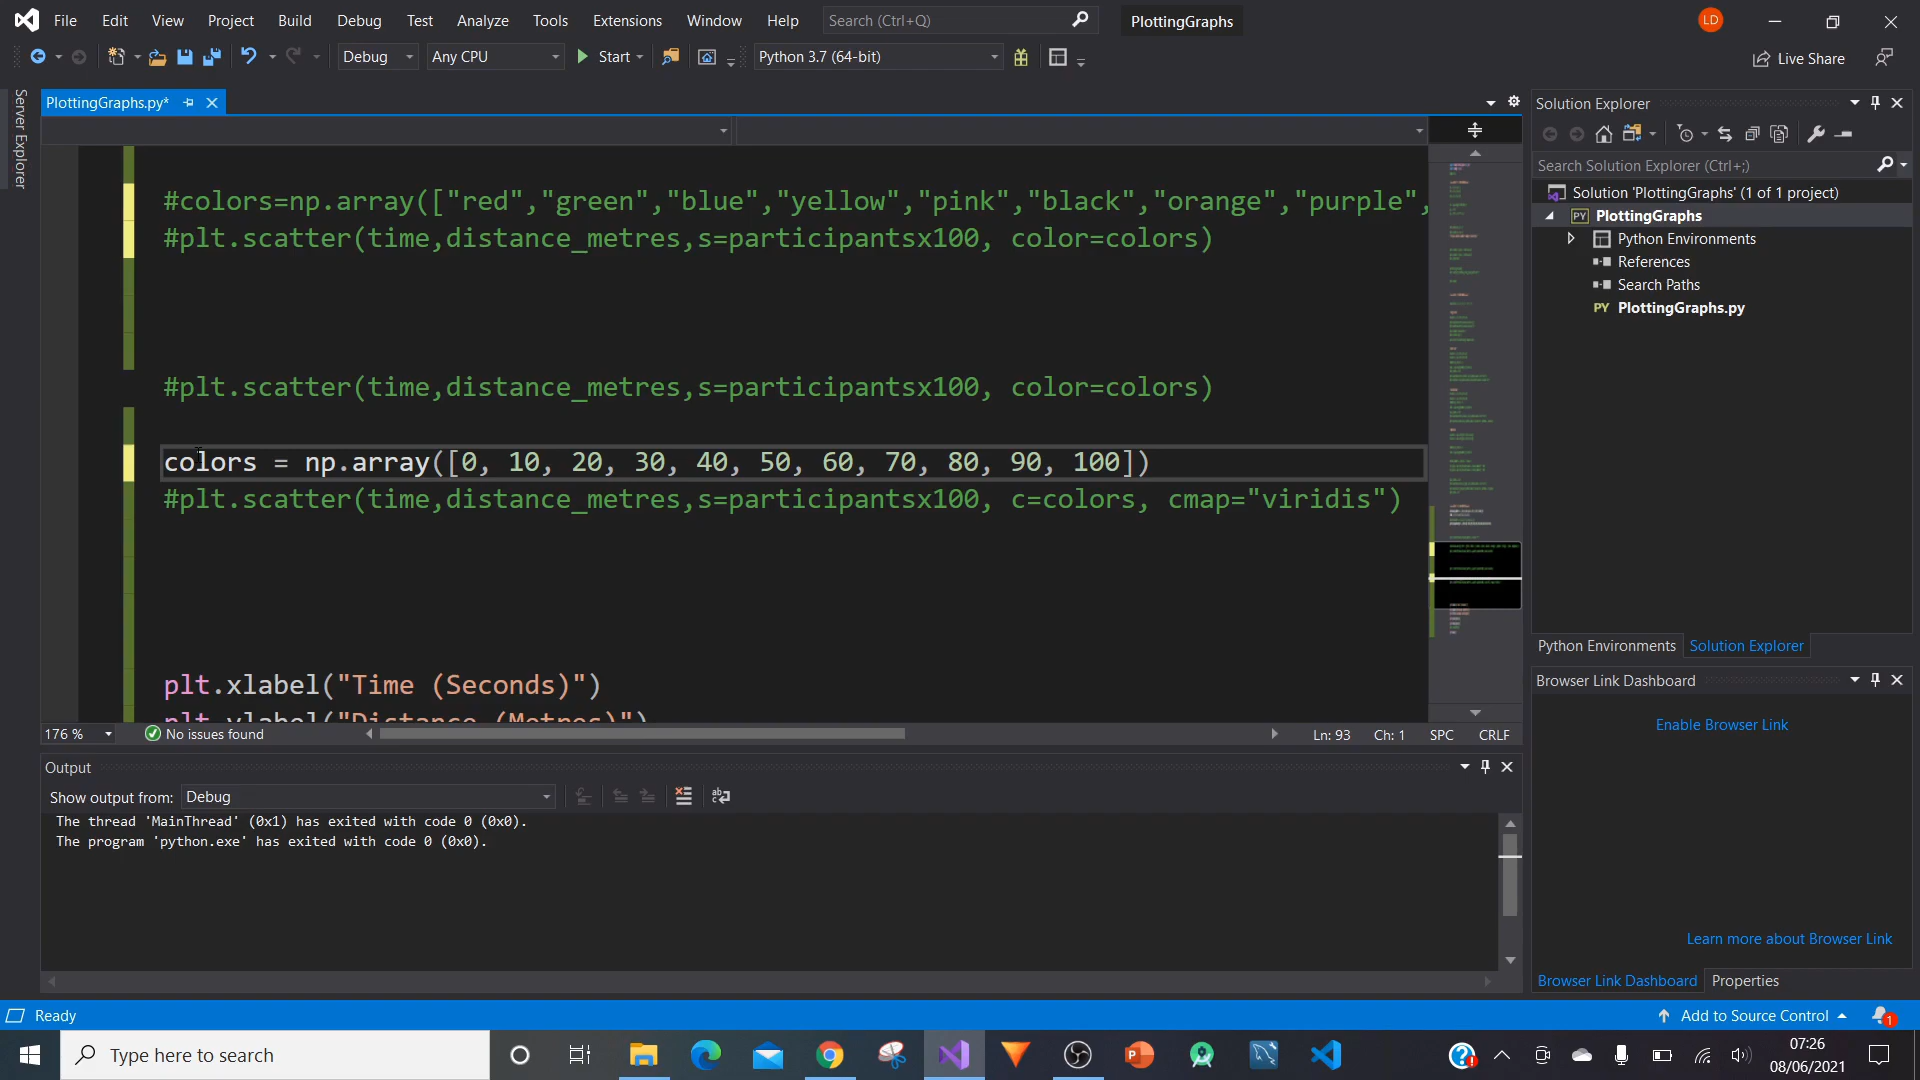 File Edit View Project Build Debug Test Analyze Tools Extensions Window Help Search (Ctrl+Q) PlottingGraphs LD
Debug Any CPU Start Python 3.7 (64-bit) Live Share
Server Explorer
PlottingGraphs.py*
#colors=np.array(["red","green","blue","yellow","pink","black","orange","purple",
#plt.scatter(time,distance_metres,s=participantsx100, color=colors)
#plt.scatter(time,distance_metres,s=participantsx100, color=colors)
colors = np.array([0, 10, 20, 30, 40, 50, 60, 70, 80, 90, 100])
#plt.scatter(time,distance_metres,s=participantsx100, c=colors, cmap="viridis")
plt.xlabel("Time (Seconds)")
plt.ylabel("Distance (Metres)")
176 % No issues found Ln: 93 Ch: 1 SPC CRLF
Output
Show output from: Debug
The thread 'MainThread' (0x1) has exited with code 0 (0x0).
The program 'python.exe' has exited with code 0 (0x0).
Solution Explorer
Search Solution Explorer (Ctrl+;)
Solution 'PlottingGraphs' (1 of 1 project)
PY PlottingGraphs
Python Environments
References
Search Paths
PY PlottingGraphs.py
Python Environments Solution Explorer
Browser Link Dashboard
Enable Browser Link
Learn more about Browser Link
Browser Link Dashboard Properties
Ready Add to Source Control 1
Type here to search
07:26
08/06/2021